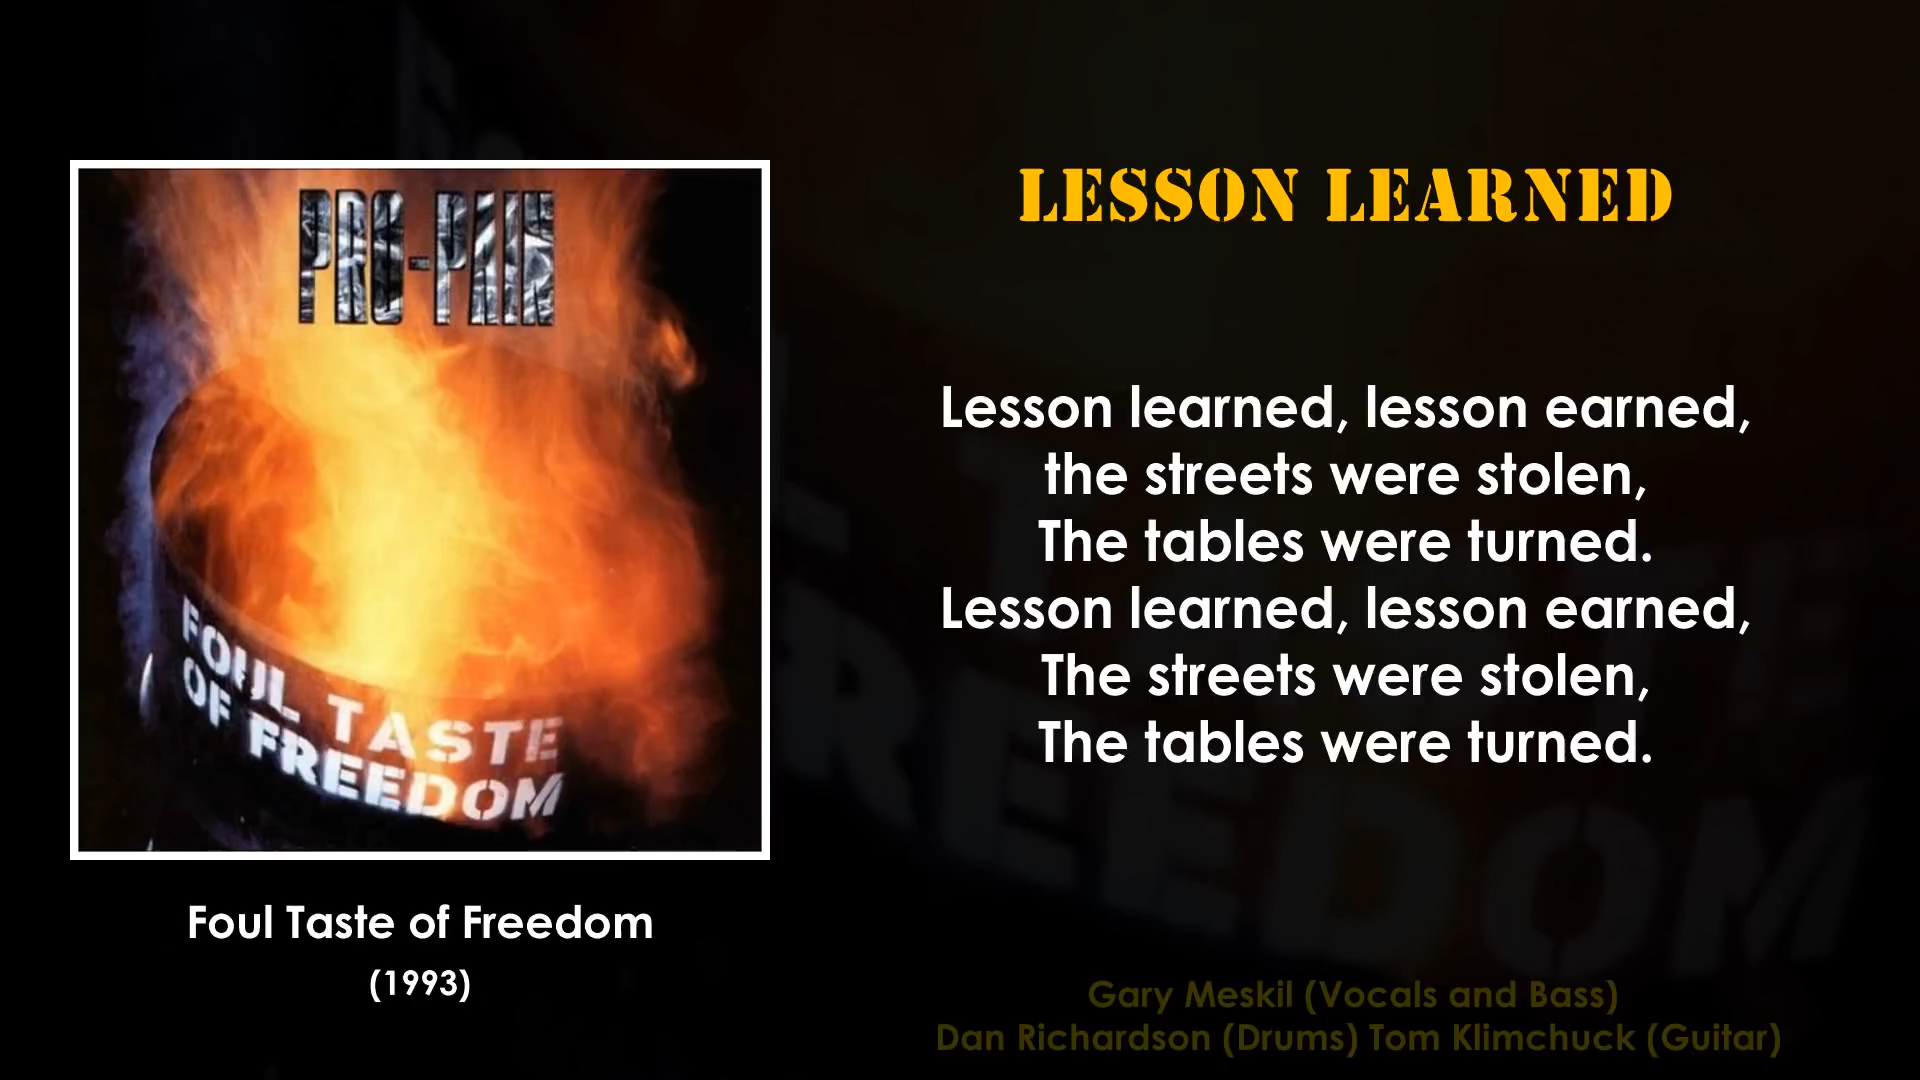 PRO-PAIN
FOUL TASTE
OF FREEDOM
Foul Taste of Freedom
(1993)
LESSON LEARNED
Lesson learned, lesson earned,
the streets were stolen,
The tables were turned.
Lesson learned, lesson earned,
The streets were stolen,
The tables were turned.
Gary Meskil (Vocals and Bass)
Dan Richardson (Drums) Tom Klimchuck (Guitar)